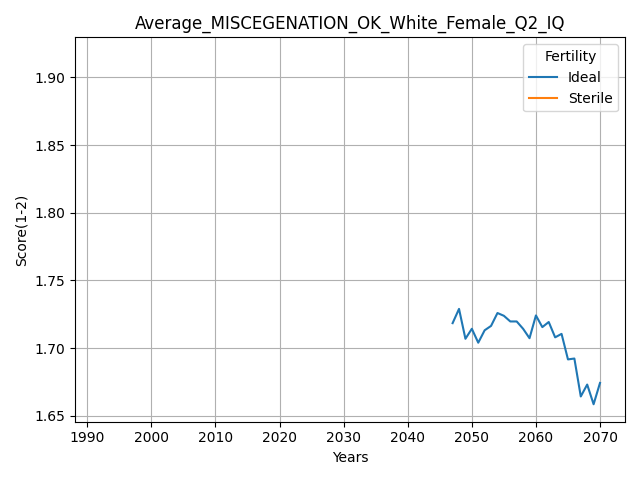 Average_MISCEGENATION_OK_White_Female_Q2_IQ
Fertility
Ideal
Sterile
Score(1-2)
1.90
1.85
1.80
1.75
1.70
1.65
1990 2000 2010 2020 2030 2040 2050 2060 2070
Years